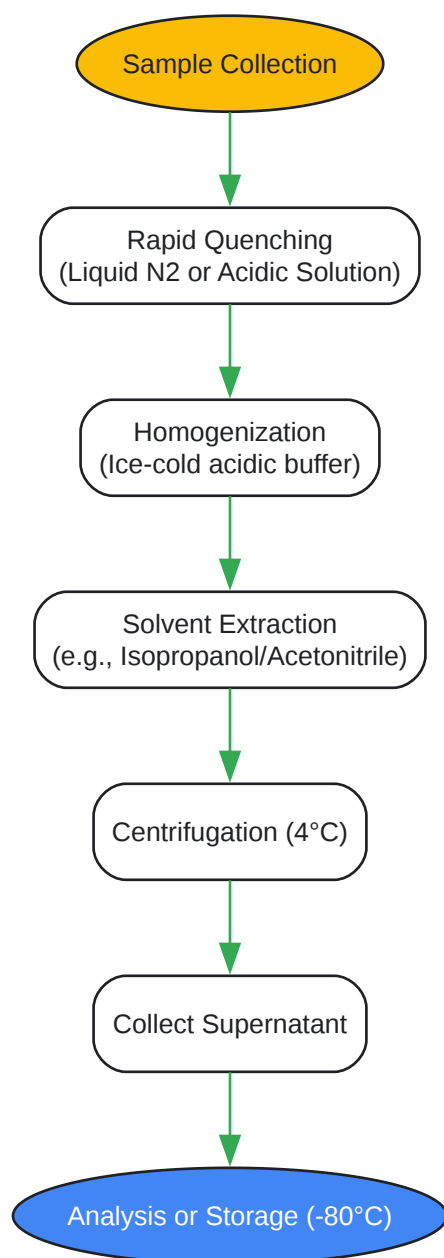 Sample Collection
Rapid Quenching
(Liquid N2 or Acidic Solution)
Homogenization
(Ice-cold acidic buffer)
Solvent Extraction
(e.g., Isopropanol/Acetonitrile)
Centrifugation (4°C)
Collect Supernatant
Analysis or Storage (-80°C)